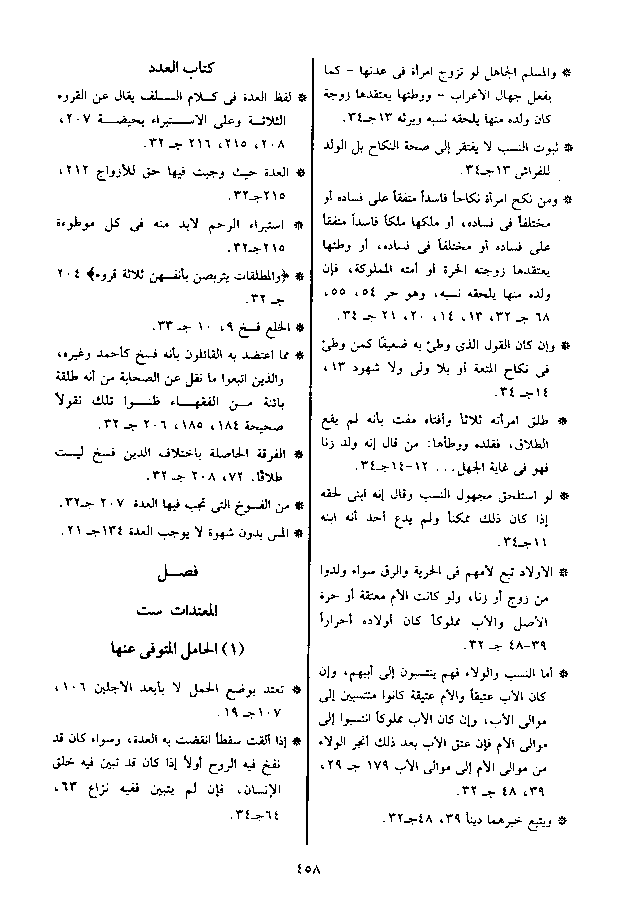 * والمسلم الجاهل لو تزوج امرأة فى عدتها - كما
يفعل جهال الأعراب - ووطئها يعتقدها زوجة
كان ولده منها يلحقه نسبه ويرثه ١٣جـ٣٤.
* ثبوت النسب لا يفتقر إلى صحة النكاح بل الولد
للفراش ١٣جـ٣٤.
* ومن نكح امرأة نكاحاً فاسداً متفقاً على فساده أو
مختلفاً فى فساده، أو ملكها ملكاً فاسداً متفقاً
على فساده أو مختلفاً فى فساده، أو وطئها
يعتقدها زوجته الحرة أو أمته المملوكة، فإن
ولده منها يلحقه نسبه، وهو حر ٥٤، ٥٥،
٦٨ جـ ٣٢، ١٣، ١٤، ٢٠، ٢١ جـ ٣٤.
* وإن كان القول الذى وطئ به ضعيفاً كمن وطئ
فى نكاح المتعة أو بلا ولى ولا شهود ١٣،
١٤جـ ٣٤.
* طلق امرأته ثلاثاً وأفتاه مفت بأنه لم يقع
الطلاق، فقلده ووطأها: من قال إنه ولد زنا
فهو فى غاية الجهل... ١٢-١٤جـ٣٤.
* لو استلحق مجهول النسب وقال إنه ابنى لحقه
إذا كان ذلك ممكناً ولم يدع أحد أنه ابنه
١١جـ٣٤.
* الأولاد تبع لأمهم فى الحرية والرق سواء ولدوا
من زوج أو زنا، ولو كانت الأم معتقة أو حرة
الأصل والأب مملوكاً كان أولاده أحراراً
٣٩-٤٨ جـ ٣٢.
* أما النسب والولاء فهم ينتسبون إلى أبيهم، وإن
كان الأب عتيقاً والأم عتيقة كانوا منتسبين إلى
موالى الأب، وإن كان الأب مملوكاً انتسبوا إلى
موالى الأم فإن عتق الأب بعد ذلك أنجر الولاء
من موالى الأم إلى موالى الأب ١٧٩ جـ ٢٩،
٣٩، ٤٨ جـ ٣٢.
* ويتبع خيرهما ديناً ٣٩، ٤٨جـ٣٢.
كتاب العدد
* لفظ العدة فى كلام السلف يقال عن القروء
الثلاثة وعلى الاستبراء بحيضة ٢٠٧،
٢٠٨، ٢١٥، ٢١٦ جـ ٣٢.
* العدة حيث وجبت فيها حق للأزواج ٢١٢،
٢١٥جـ٣٢.
* استبراء الرحم لابد منه فى كل موطوءة
٢١٥جـ٣٢.
* ﴿والمطلقات يتربصن بأنفسهن ثلاثة قروء﴾ ٢٠٤
جـ ٣٢.
* الخلع فسخ ٩، ١٠ جـ ٣٣.
* مما اعتضد به القائلون بأنه فسخ كأحمد وغيره،
والذين اتبعوا ما نقل عن الصحابة من أنه طلقة
بائنة من الفقهاء ظنوا تلك نقولاً
صحيحة ١٨٤، ١٨٥، ٢٠٦ جـ ٣٢.
* الفرقة الحاصلة باختلاف الدين فسخ ليست
طلاقاً. ٧٢، ٢٠٨ جـ ٣٢.
* من الفسوخ التى تجب فيها العدة ٢٠٧ جـ٣٢.
* المس بدون شهوة لا يوجب العدة ١٣٤جـ ٢١.
فصل
المعتدات ست
(١) الحامل المتوفى عنها
* تعتد بوضع الحمل لا بأبعد الأجلين ١٠٦،
١٠٧جـ ١٩.
* إذا ألقت سقطاً انقضت به العدة، وسواء كان قد
نفخ فيه الروح أولاً إذا كان قد تبين فيه خلق
الإنسان، فإن لم يتبين ففيه نزاع ٦٣،
٦٤جـ٣٤.
٤٥٨